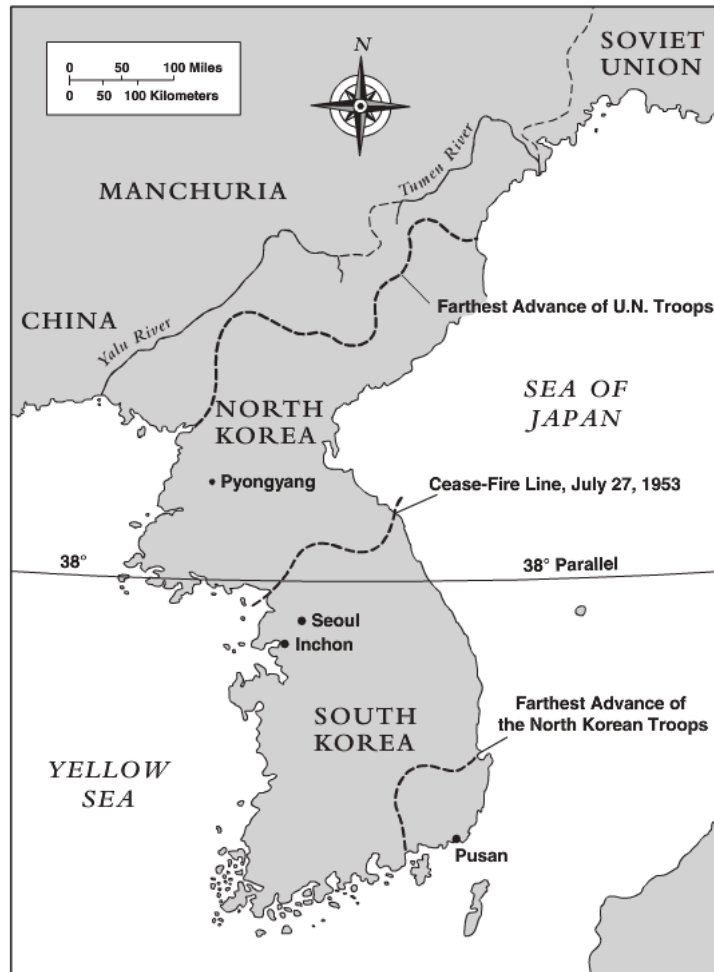 N
SOVIET
UNION
0 50 100 Miles
0 50 100 Kilometers
Tumen River
MANCHURIA
Farthest Advance of U.N. Troops
CHINA
Yalu River
SEA OF
JAPAN
NORTH
KOREA
Pyongyang
Cease-Fire Line, July 27, 1953
38°
38° Parallel
Seoul
Inchon
Farthest Advance of
the North Korean Troops
SOUTH
KOREA
YELLOW
SEA
Pusan